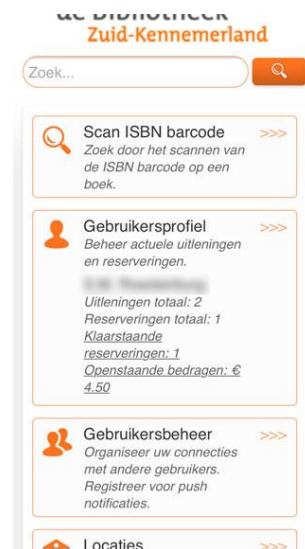 de Bibliotheek
Zuid-Kennemerland
Zoek...
Scan ISBN barcode >>>
Zoek door het scannen van
de ISBN barcode op een
boek.
Gebruikersprofiel >>>
Beheer actuele uitleningen
en reserveringen.
Uitleningen totaal: 2
Reserveringen totaal: 1
Klaarstaande
reserveringen: 1
Openstaande bedragen: €
4.50
Gebruikersbeheer >>>
Organiseer uw connecties
met andere gebruikers.
Registreer voor push
notificaties.
Locaties >>>